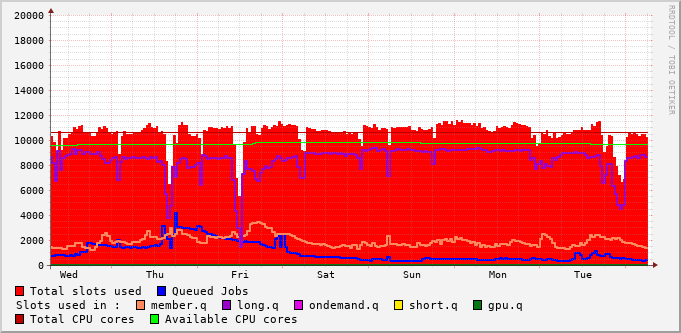 20000
18000
16000
14000
12000
10000
8000
6000
4000
2000
0
Wed Thu Fri Sat Sun Mon Tue
RRDTOOL / TOBI OETIKER
Total slots used Queued Jobs
Slots used in : member.q long.q ondemand.q short.q gpu.q
Total CPU cores Available CPU cores